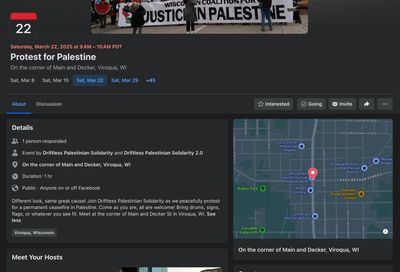 WISCONSIN COALITION FOR
JUSTICE IN PALESTINE
22
Saturday, March 22, 2025 at 9 AM – 10 AM PDT
Protest for Palestine
On the corner of Main and Decker, Viroqua, WI
Sat, Mar 8 Sat, Mar 15 Sat, Mar 22 Sat, Mar 29 +45
About Discussion
Interested Going Invite
Details
1 person responded
Event by Driftless Palestinian Solidarity and Driftless Palestinian Solidarity 2.0
On the corner of Main and Decker, Viroqua, WI
Duration: 1 hr
Public · Anyone on or off Facebook
Different look, same great cause! Join Driftless Palestinian Solidarity as we peacefully protest
for a permanent ceasefire in Palestine. Come as you are, all are welcome! Bring drums, signs,
flags, or whatever you see fit. Meet at the corner of Main and Decker St in Viroqua, WI. See
less
Viroqua, Wisconsin
Meet Your Hosts
On the corner of Main and Decker, Viroqua, WI